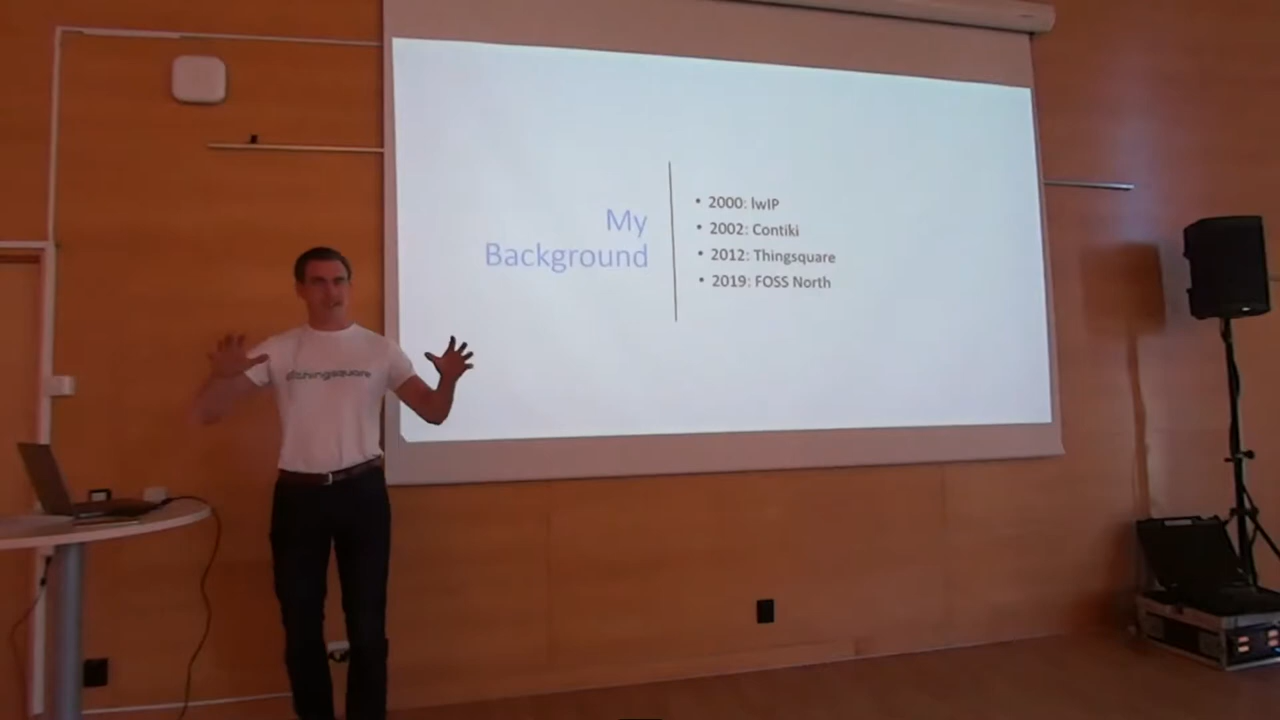 My
Background
• 2000: lwIP
• 2002: Contiki
• 2012: Thingsquare
• 2019: FOSS North
thingsquare